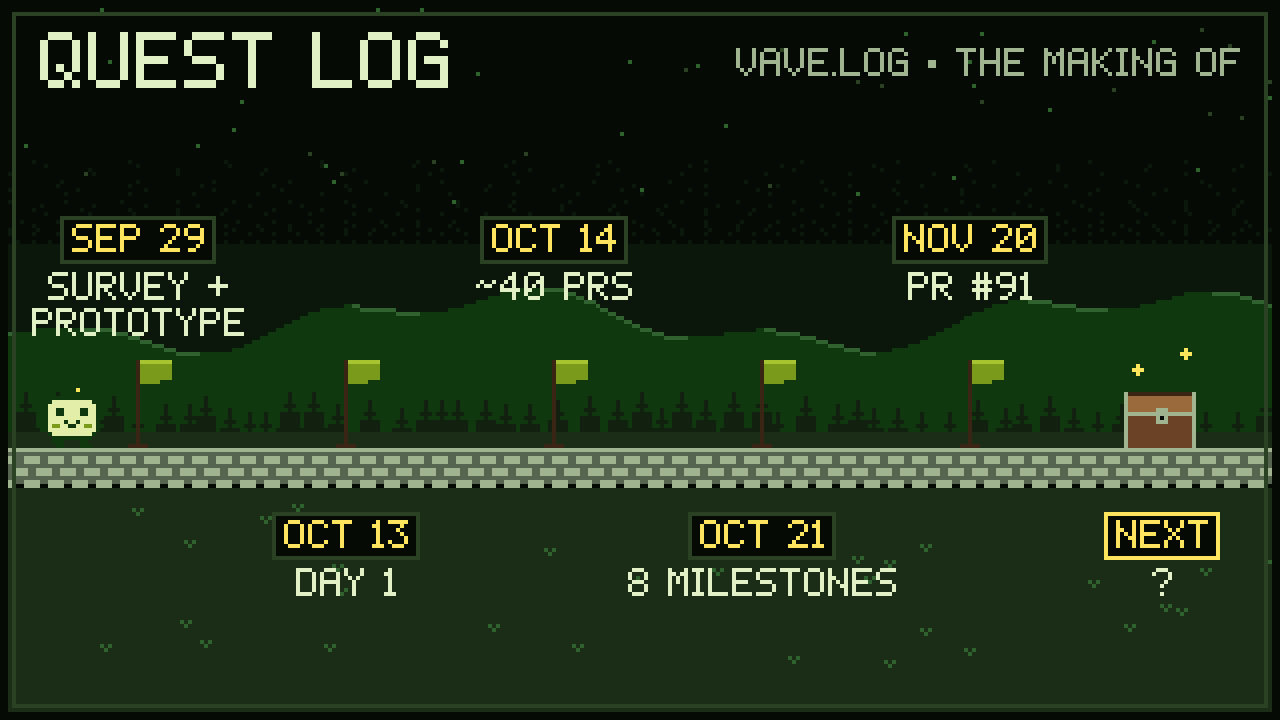 QUEST LOG
VAVE.LOG · THE MAKING OF
SEP 29
SURVEY +
PROTOTYPE
OCT 14
~40 PRS
NOV 20
PR #91
OCT 13
DAY 1
OCT 21
8 MILESTONES
NEXT
?